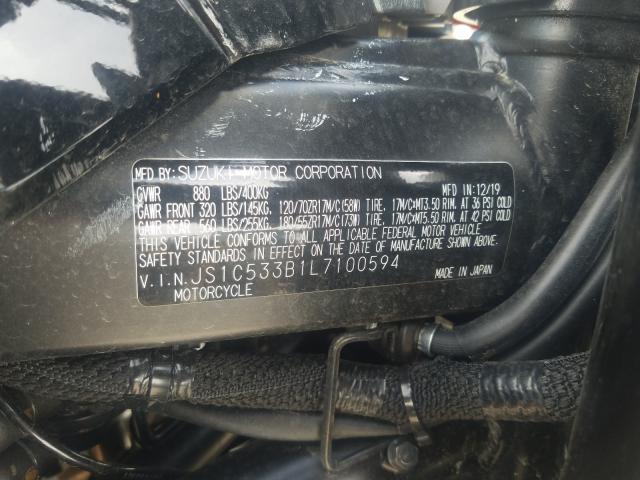 MFD BY: SUZUKI MOTOR CORPORATION
GVWR 880 LBS/400KG MFD IN:12/19
GAWR FRONT 320 LBS/145KG, 120/70ZR17M/C(58W) TIRE, 17M/C×MT3.50 RIM. AT 36 PSI COLD
GAWR REAR 560 LBS/255KG, 180/55ZR17M/C(73W) TIRE, 17M/C×MT5.50 RIM. AT 42 PSI COLD
THIS VEHICLE CONFORMS TO ALL APPLICABLE FEDERAL MOTOR VEHICLE
SAFETY STANDARDS IN EFFECT ON THE DATE OF MANUFACTURE SHOWN ABOVE.
V.I.N. JS1C533B1L7100594 MADE IN JAPAN
MOTORCYCLE